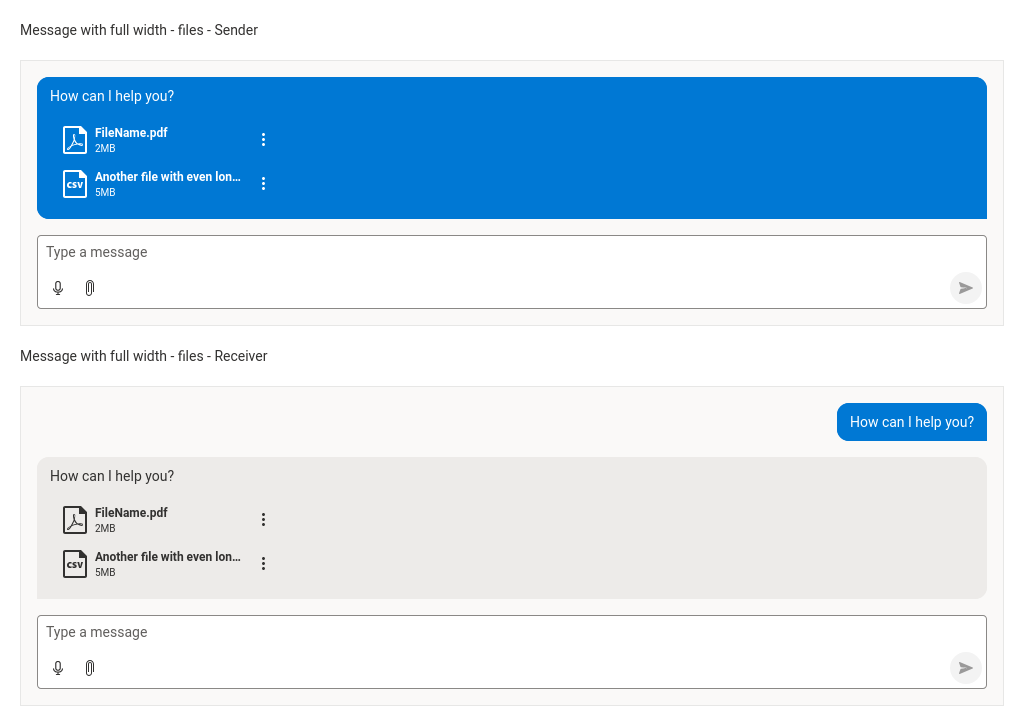 Message with full width - files - Sender
How can I help you?
FileName.pdf
2MB
CSV
Another file with even lon...
5MB
Type a message
Message with full width - files - Receiver
How can I help you?
How can I help you?
FileName.pdf
2MB
CSV
Another file with even lon...
5MB
Type a message